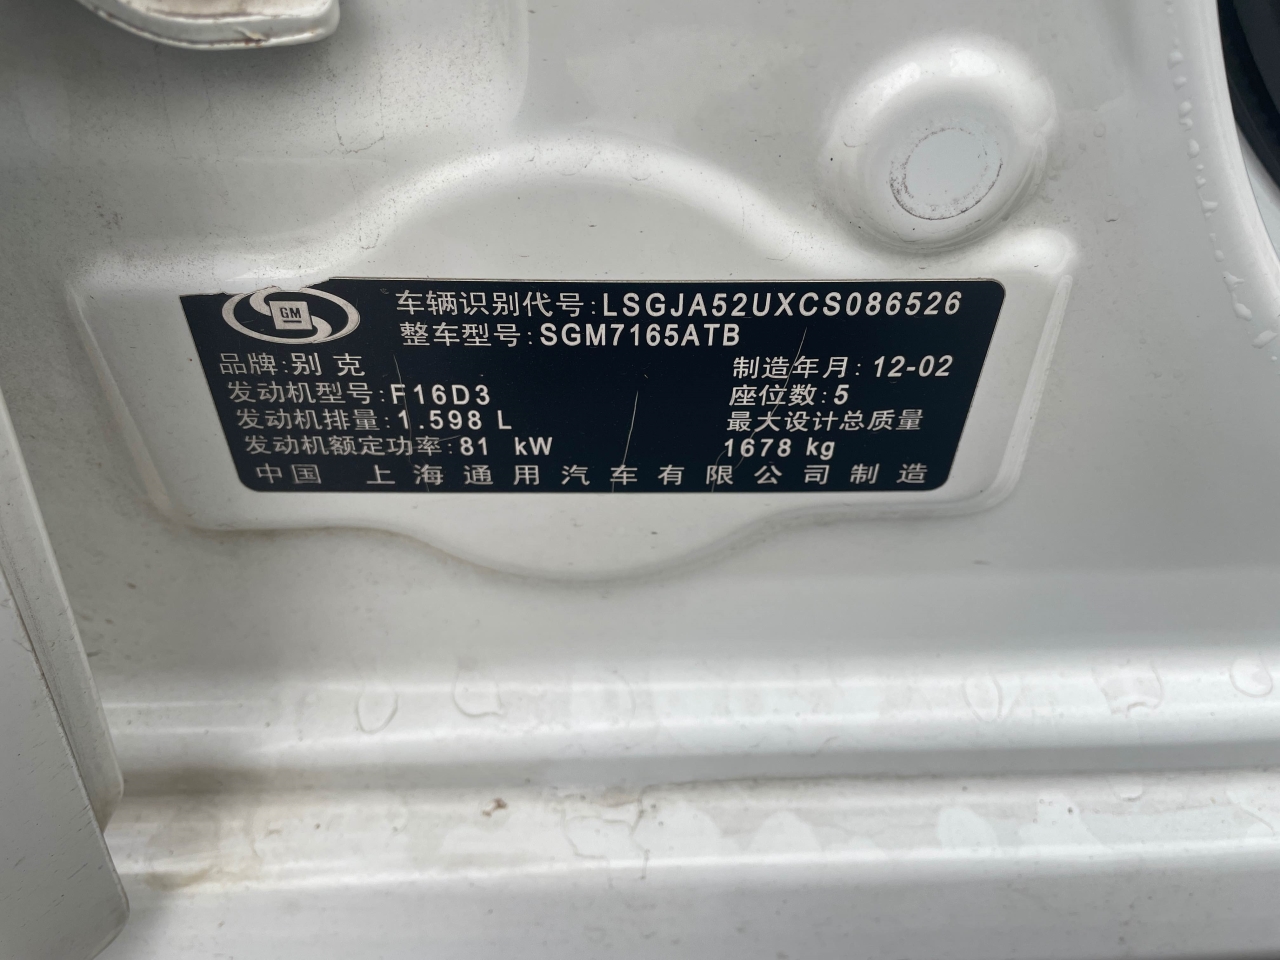 GM
车辆识别代号:LSGJA52UXCS086526
整车型号:SGM7165ATB
品牌:别克 制造年月:12-02
发动机型号:F16D3 座位数:5
发动机排量:1.598 L 最大设计总质量
发动机额定功率:81 kW 1678 kg
中国 上海通用汽车有限公司制造